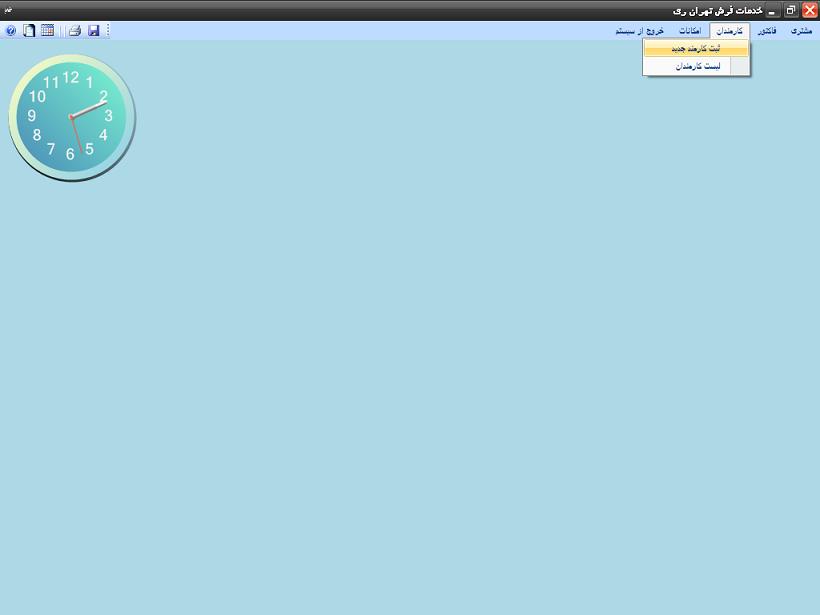 خدمات فرش تهران ری
مشتری
فاکتور
کارمندان
امکانات
خروج از سیستم
ثبت کارمند جدید
لیست کارمندان
12
1
2
3
4
5
6
7
8
9
10
11